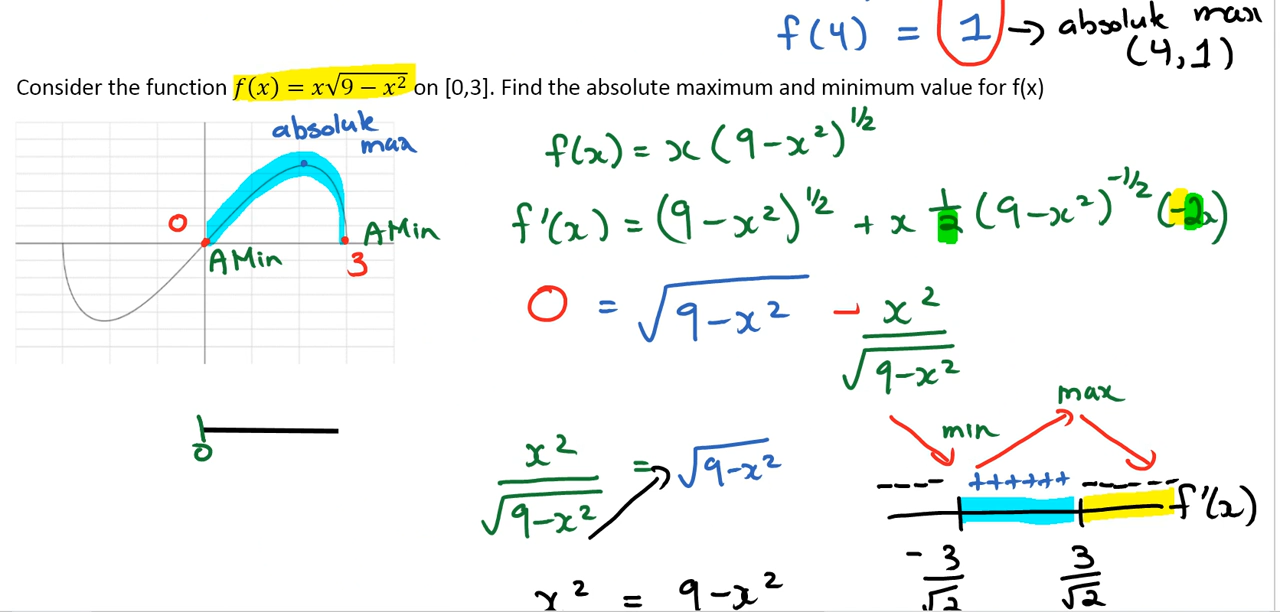 f(4) = 1 → absolute max
(4,1)
Consider the function f(x) = x√9 − x² on [0,3]. Find the absolute maximum and minimum value for f(x)
absolute
max
0
AMin
AMin
3
f(x) = x(9-x²)^1/2
f'(x) = (9-x²)^1/2 + x 1/2 (9-x²)^-1/2 (-2x)
0 = √9-x² - x²/√9-x²
max
min
x²/√9-x² = √9-x²
---- ++++++ ------
f'(x)
0
-3/√2 3/√2
x² = 9-x²